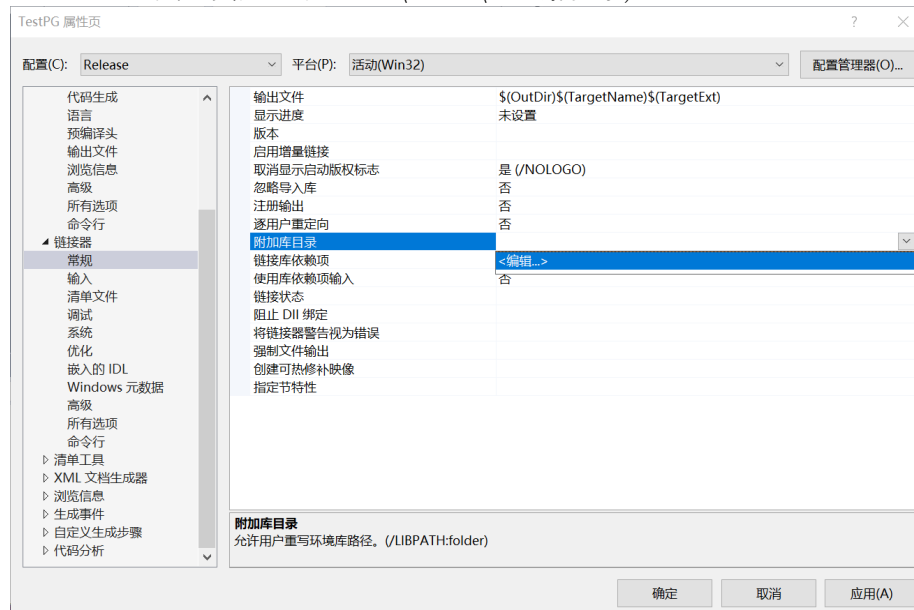 TestPG 属性页
配置(C): Release 平台(P): 活动(Win32) 配置管理器(O)...
代码生成
语言
预编译头
输出文件
浏览信息
高级
所有选项
命令行
链接器
常规
输入
清单文件
调试
系统
优化
嵌入的 IDL
Windows 元数据
高级
所有选项
命令行
清单工具
XML 文档生成器
浏览信息
生成事件
自定义生成步骤
代码分析
输出文件 $(OutDir)$(TargetName)$(TargetExt)
显示进度 未设置
版本
启用增量链接
取消显示启动版权标志 是 (/NOLOGO)
忽略导入库 否
注册输出 否
逐用户重定向 否
附加库目录
链接库依赖项 <编辑...>
使用库依赖项输入 否
链接状态
阻止 Dll 绑定
将链接器警告视为错误
强制文件输出
创建可热修补映像
指定节特性
附加库目录
允许用户重写环境库路径。(/LIBPATH:folder)
确定 取消 应用(A)